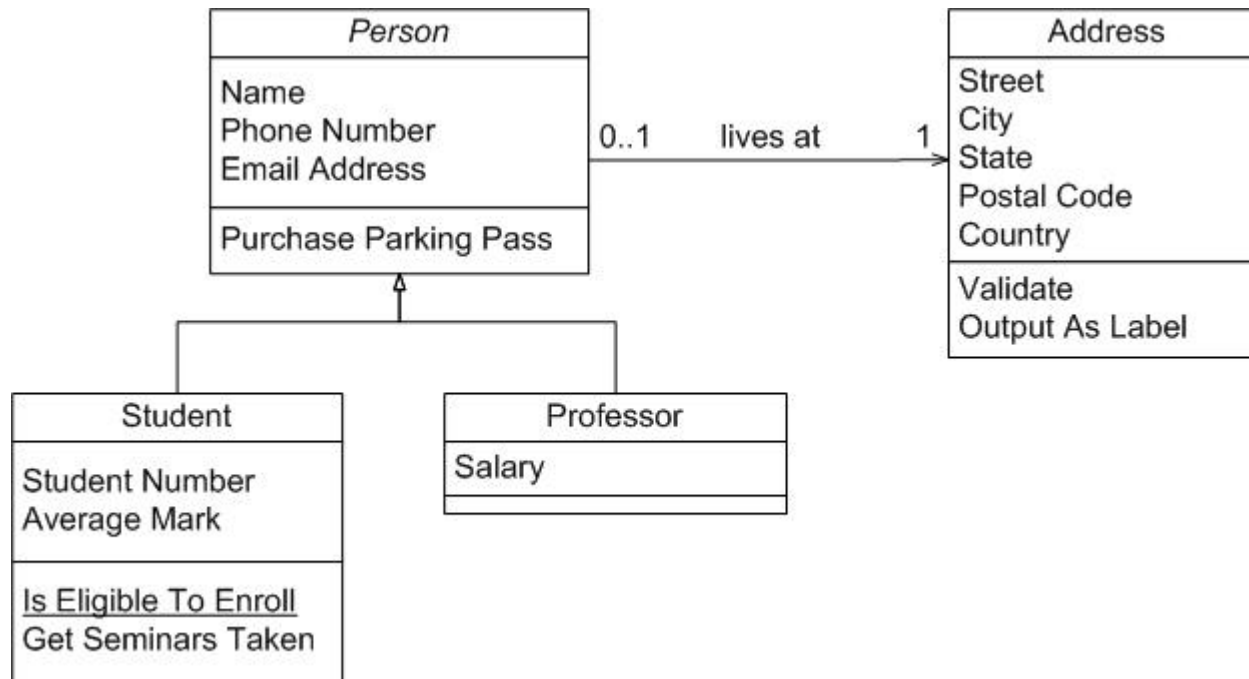 Person
Name
Phone Number
Email Address
Purchase Parking Pass
0..1 lives at 1
Address
Street
City
State
Postal Code
Country
Validate
Output As Label
Student
Student Number
Average Mark
Is Eligible To Enroll
Get Seminars Taken
Professor
Salary